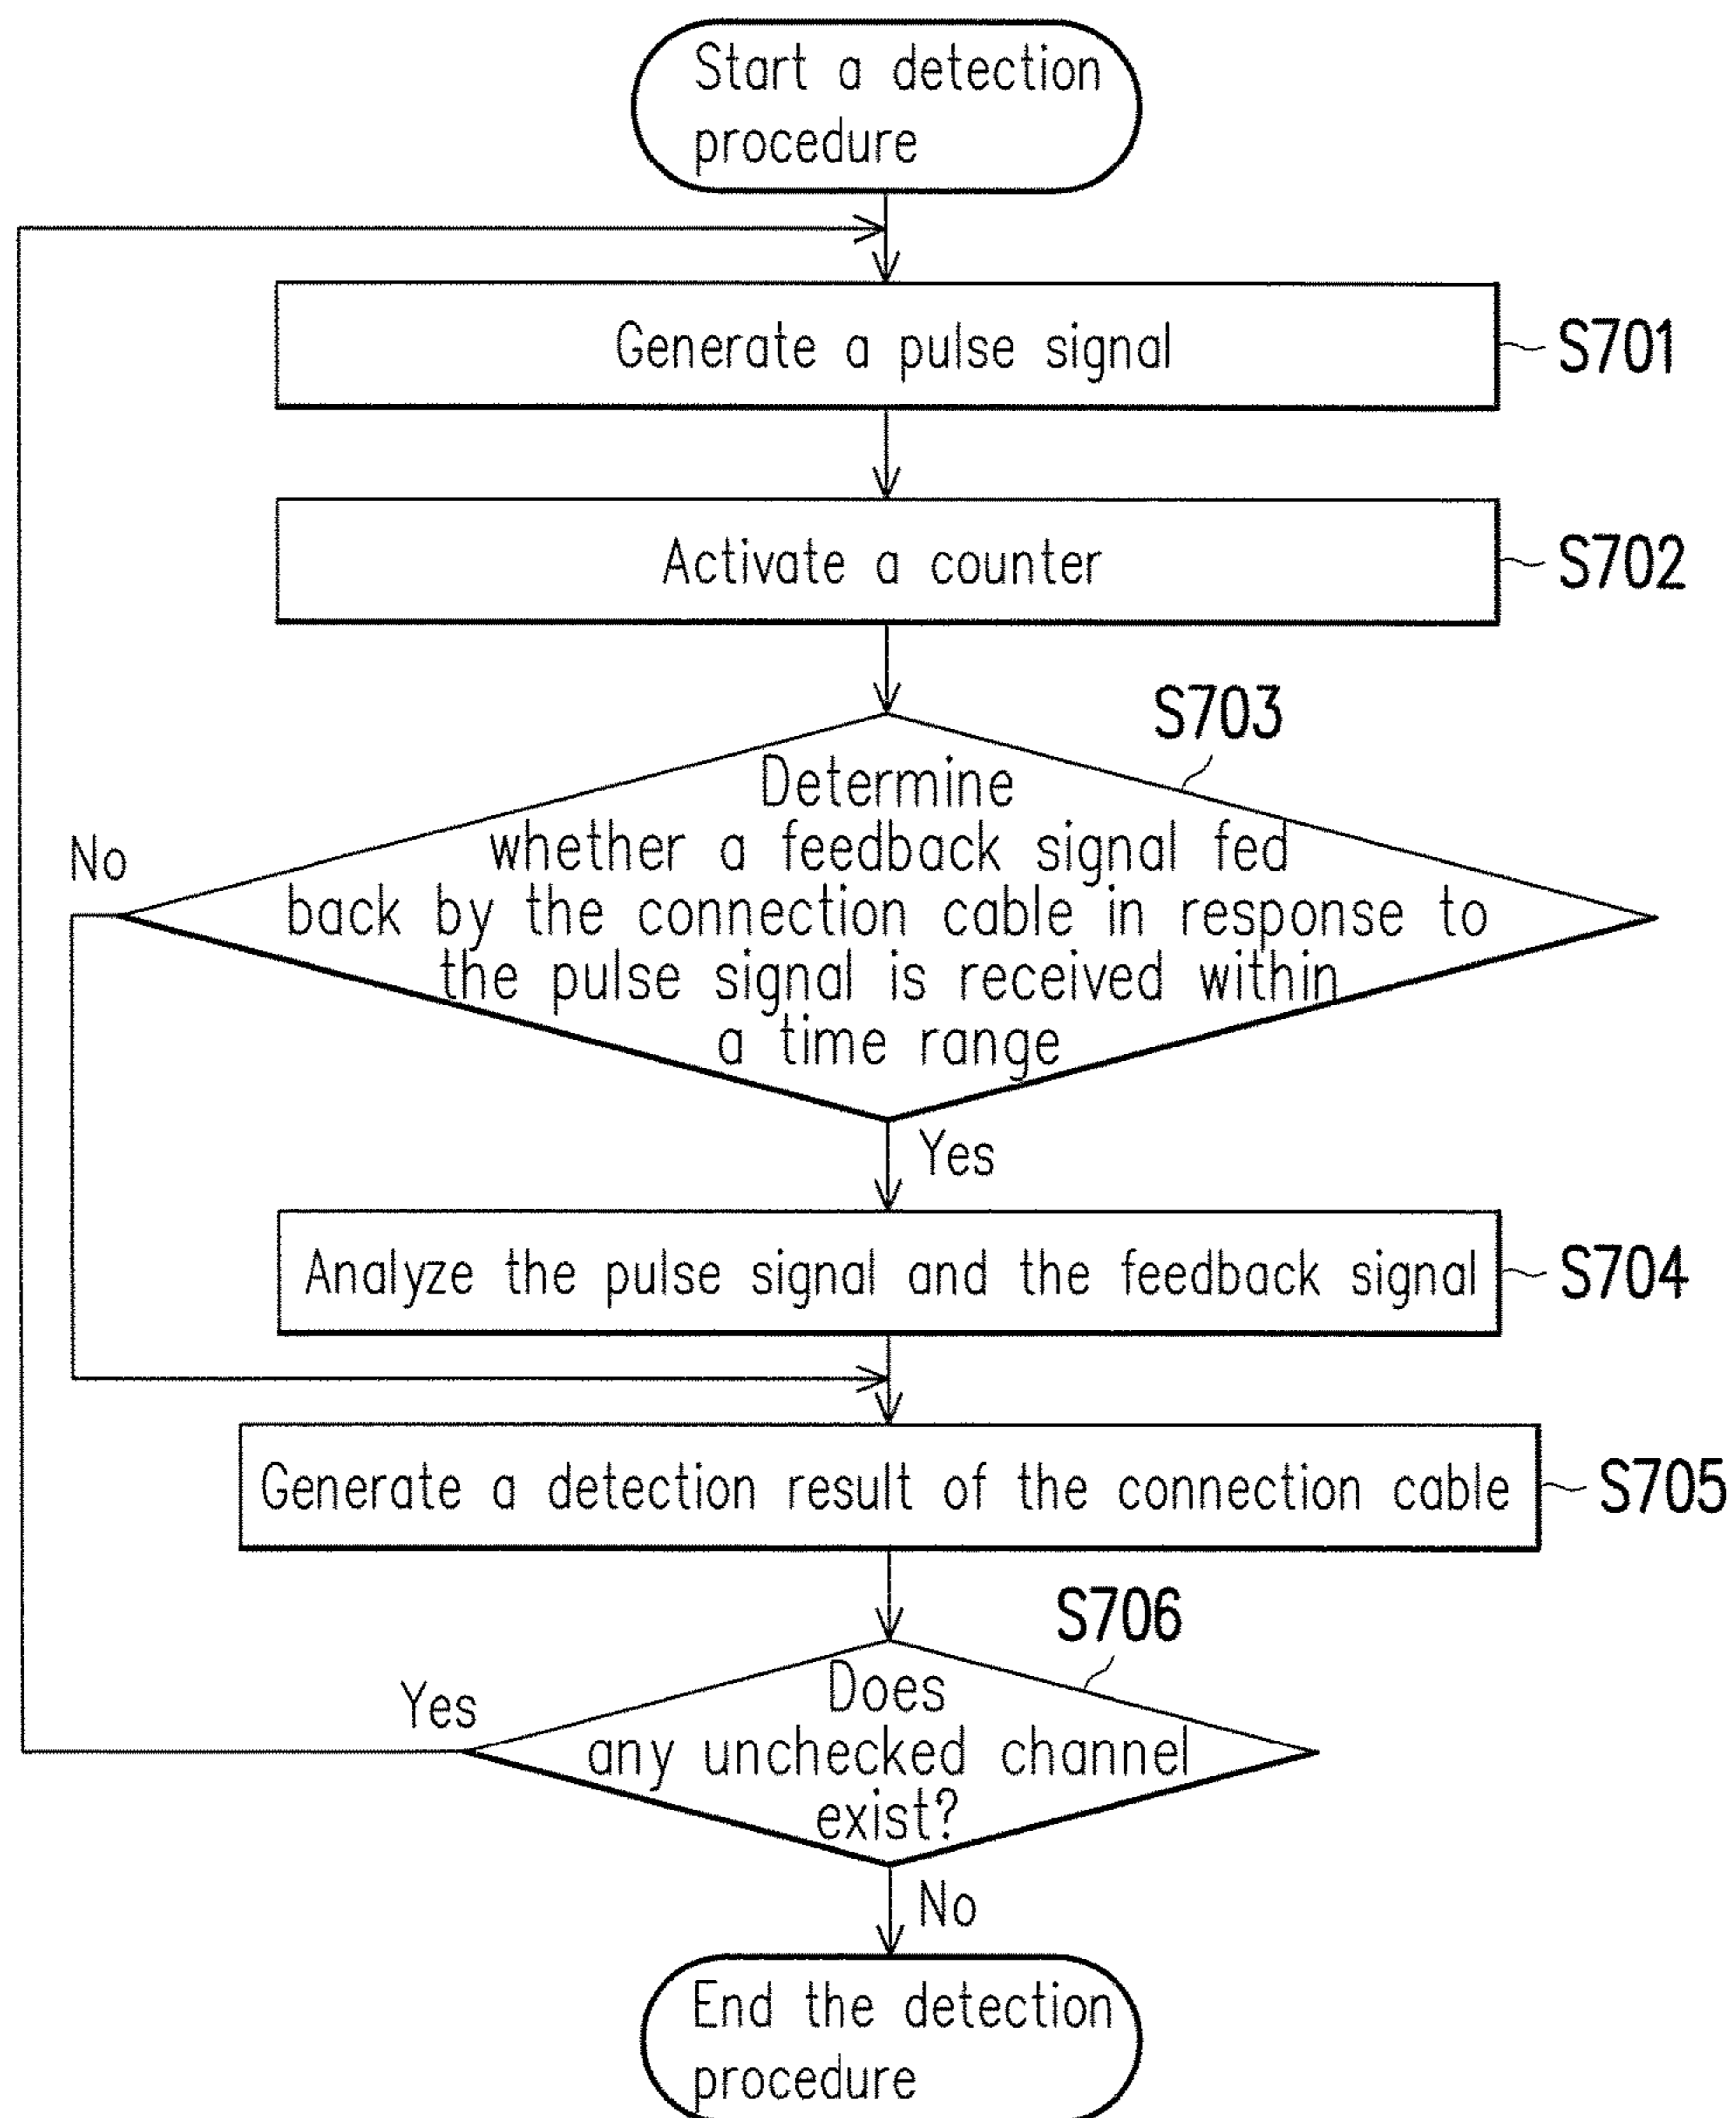 Start a detection
procedure
Generate a pulse signal
S701
Activate a counter
S702
S703
Determine
whether a feedback signal fed
back by the connection cable in response to
the pulse signal is received within
a time range
No
Yes
Analyze the pulse signal and the feedback signal
S704
Generate a detection result of the connection cable
S705
S706
Does
any unchecked channel
exist?
Yes
No
End the detection
procedure